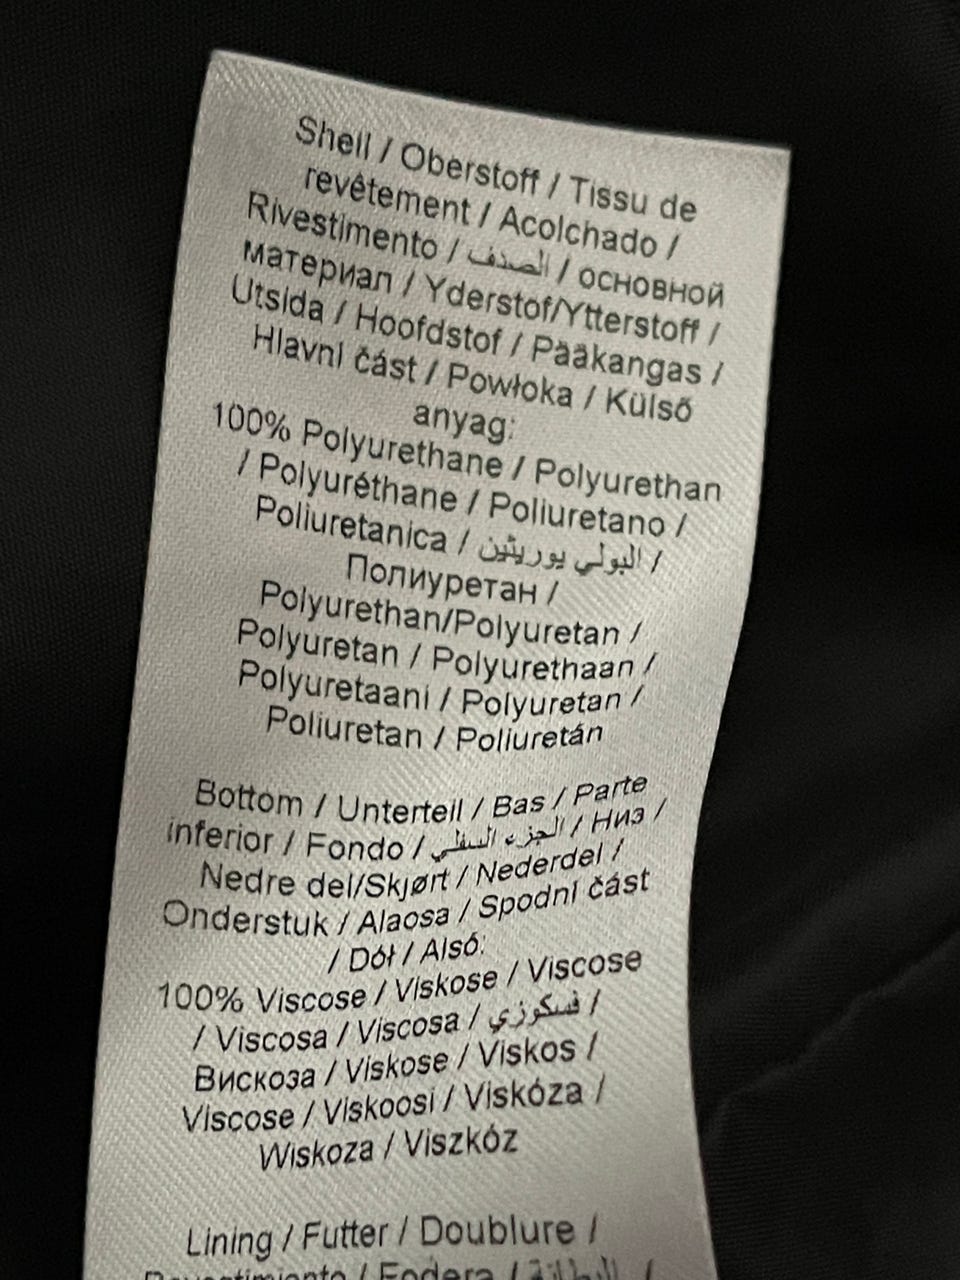 Shell / Oberstoff / Tissu de
revêtement / Acolchado /
Rivestimento / الصدف / основной
материал / Yderstof/Ytterstoff /
Utsida / Hoofdstof / Pääkangas /
Hlavní část / Powłoka / Külső
anyag:
100% Polyurethane / Polyurethan
/ Polyuréthane / Poliuretano /
Poliuretanica / البولي يوريثين /
Полиуретан /
Polyurethan/Polyuretan /
Polyuretan / Polyurethaan /
Polyuretaani / Polyuretan /
Poliuretan / Poliuretán
Bottom / Unterteil / Bas / Parte
inferior / Fondo / الجزء السفلي / Низ /
Nedre del/Skjørt / Nederdel /
Onderstuk / Alaosa / Spodní část
/ Dół / Alsó:
100% Viscose / Viskose / Viscose
/ Viscosa / Viscosa / فسكوزي /
Вискоза / Viskose / Viskos /
Viscose / Viskoosi / Viskóza /
Wiskoza / Viszkóz
Lining / Futter / Doublure /
/ Fodera / البطانة /